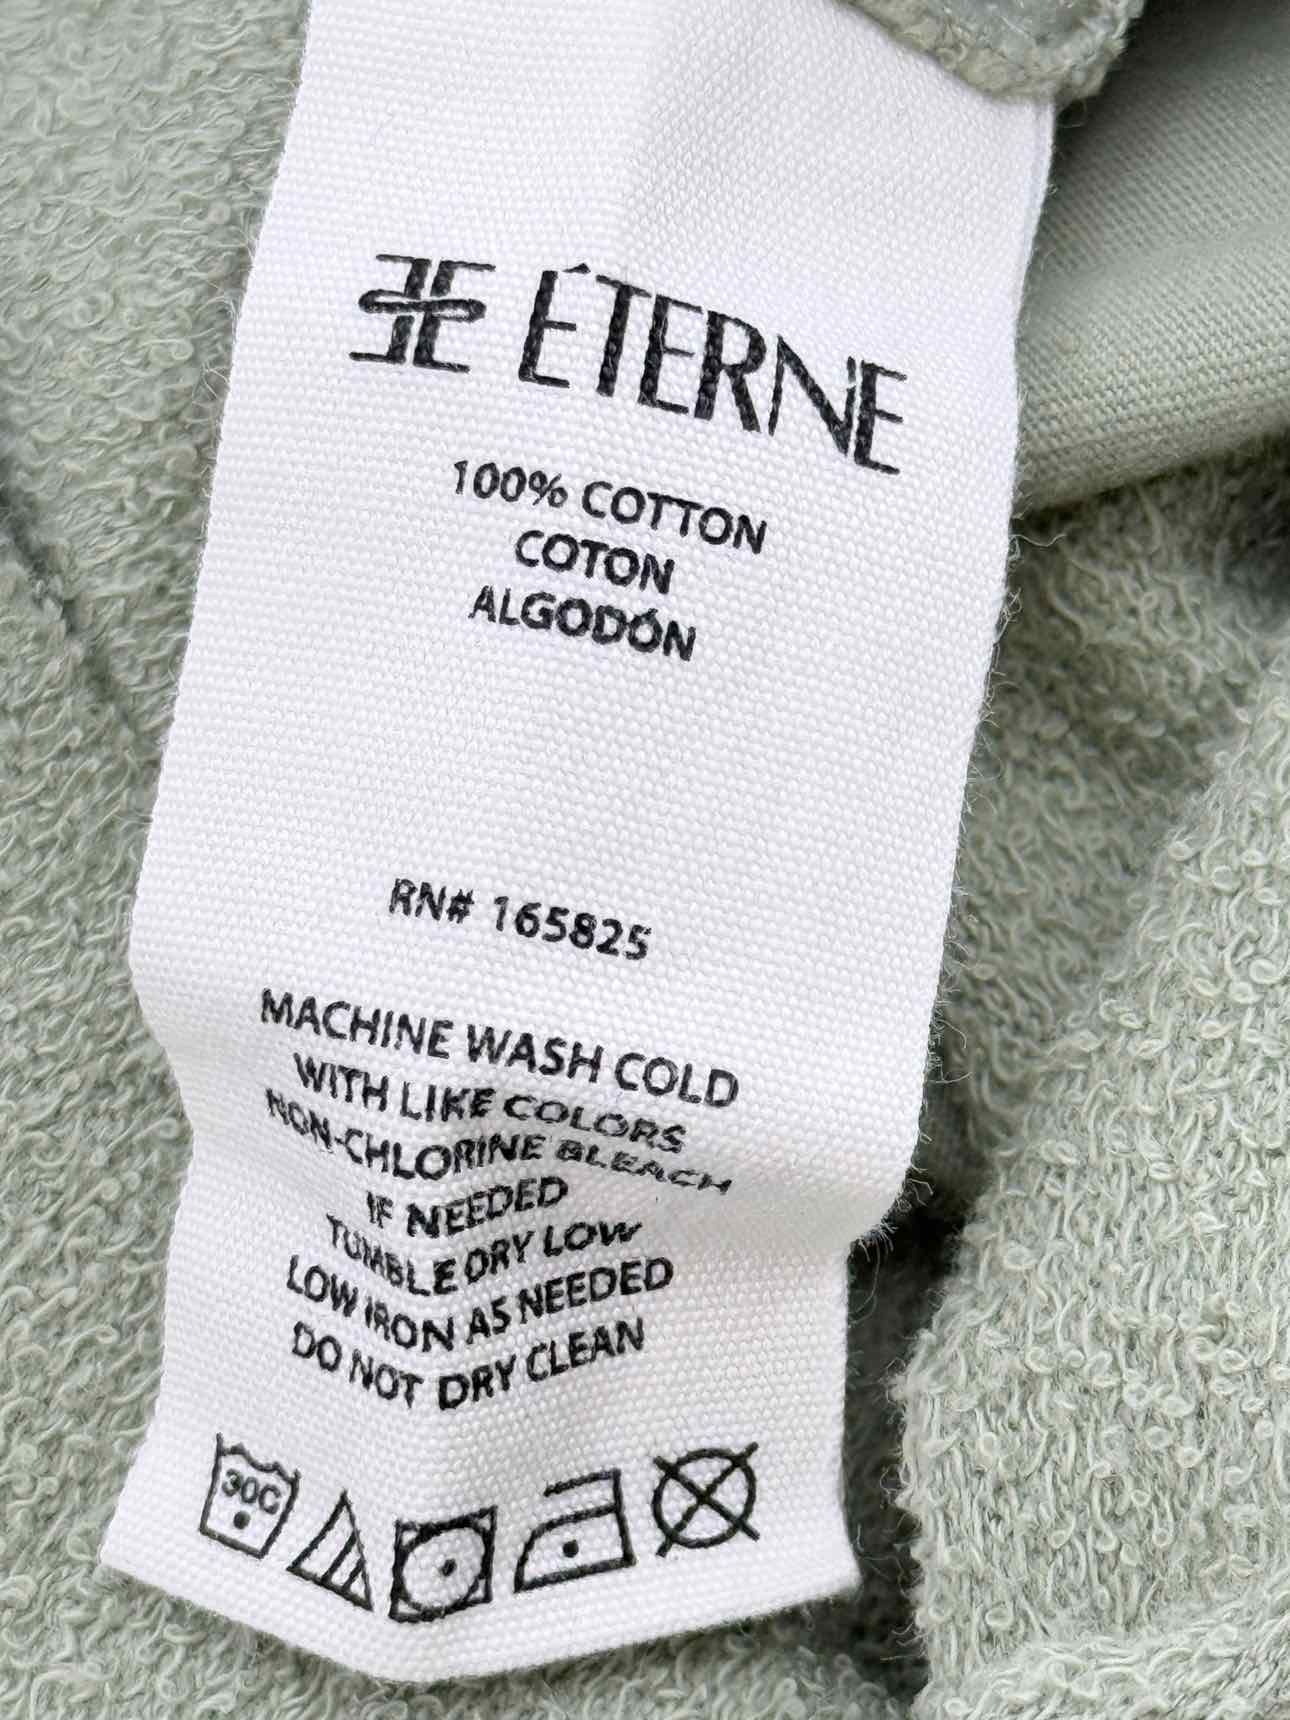 ÉTERNE
100% COTTON
COTON
ALGODÓN
RN# 165825
MACHINE WASH COLD
WITH LIKE COLORS
NON-CHLORINE BLEACH
IF NEEDED
TUMBLE DRY LOW
LOW IRON AS NEEDED
DO NOT DRY CLEAN
30C